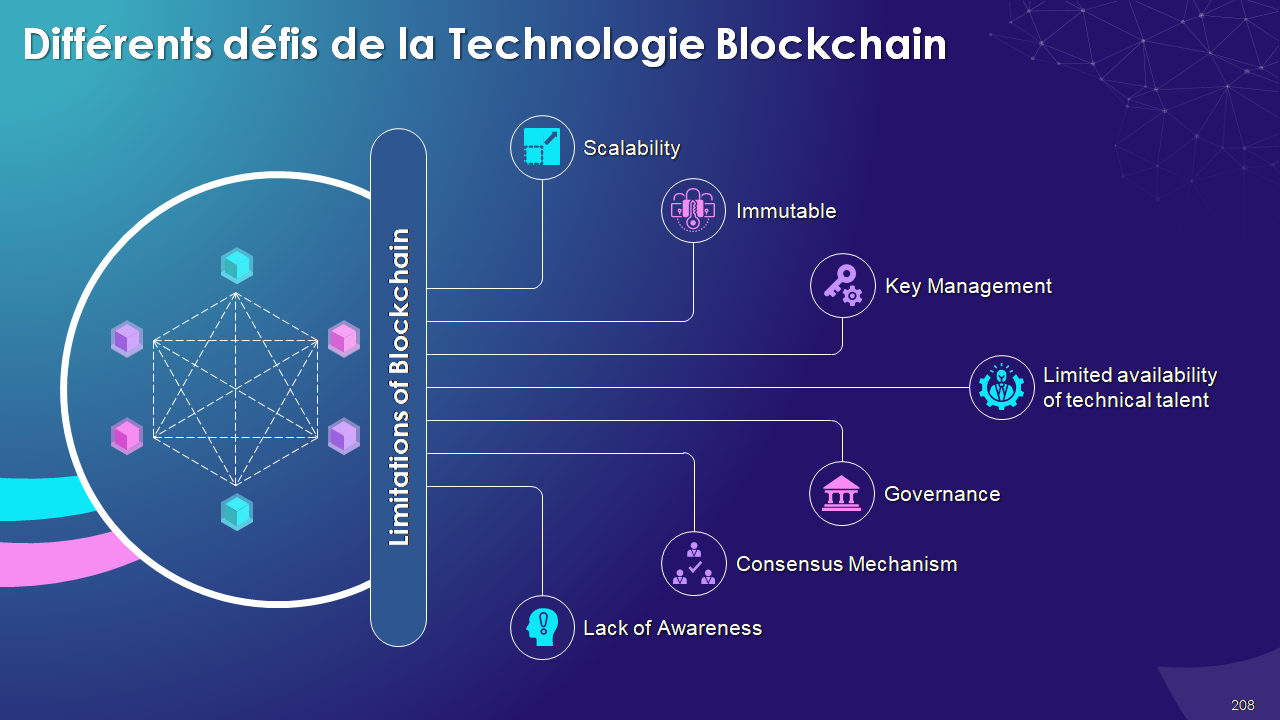 Différents défis de la Technologie Blockchain
Limitations of Blockchain
Scalability
Immutable
Key Management
Limited availability
of technical talent
Governance
Consensus Mechanism
Lack of Awareness
208